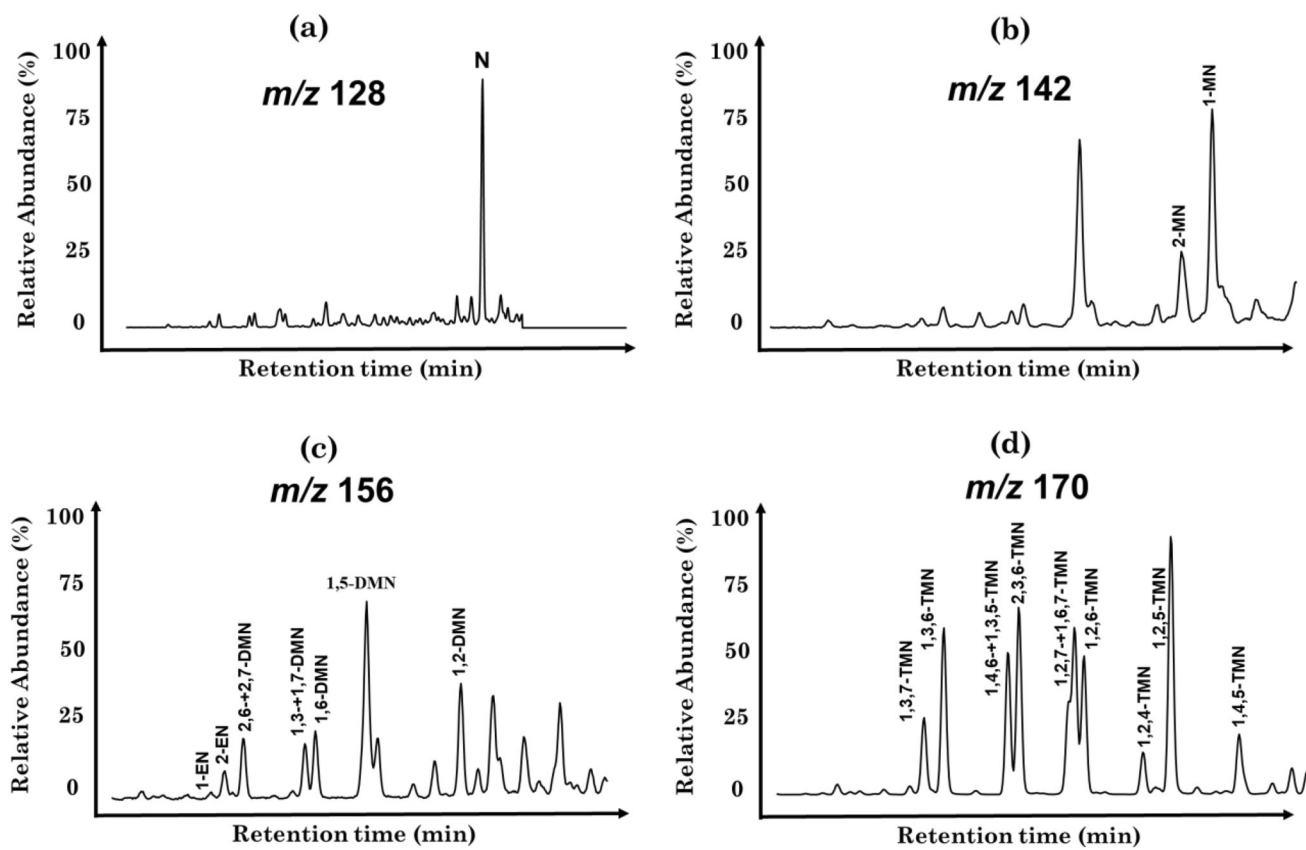 (a)
m/z 128
N
100
75
50
25
0
Relative Abundance (%)
Retention time (min)
(b)
m/z 142
2-MN
1-MN
100
75
50
25
0
Relative Abundance (%)
Retention time (min)
(c)
m/z 156
1-EN
2-EN
2,6-+2,7-DMN
1,3-+1,7-DMN
1,6-DMN
1,5-DMN
1,2-DMN
100
75
50
25
0
Relative Abundance (%)
Retention time (min)
(d)
m/z 170
1,3,7-TMN
1,3,6-TMN
1,4,6-+1,3,5-TMN
2,3,6-TMN
1,2,7-+1,6,7-TMN
1,2,6-TMN
1,2,4-TMN
1,2,5-TMN
1,4,5-TMN
100
75
50
25
0
Relative Abundance (%)
Retention time (min)